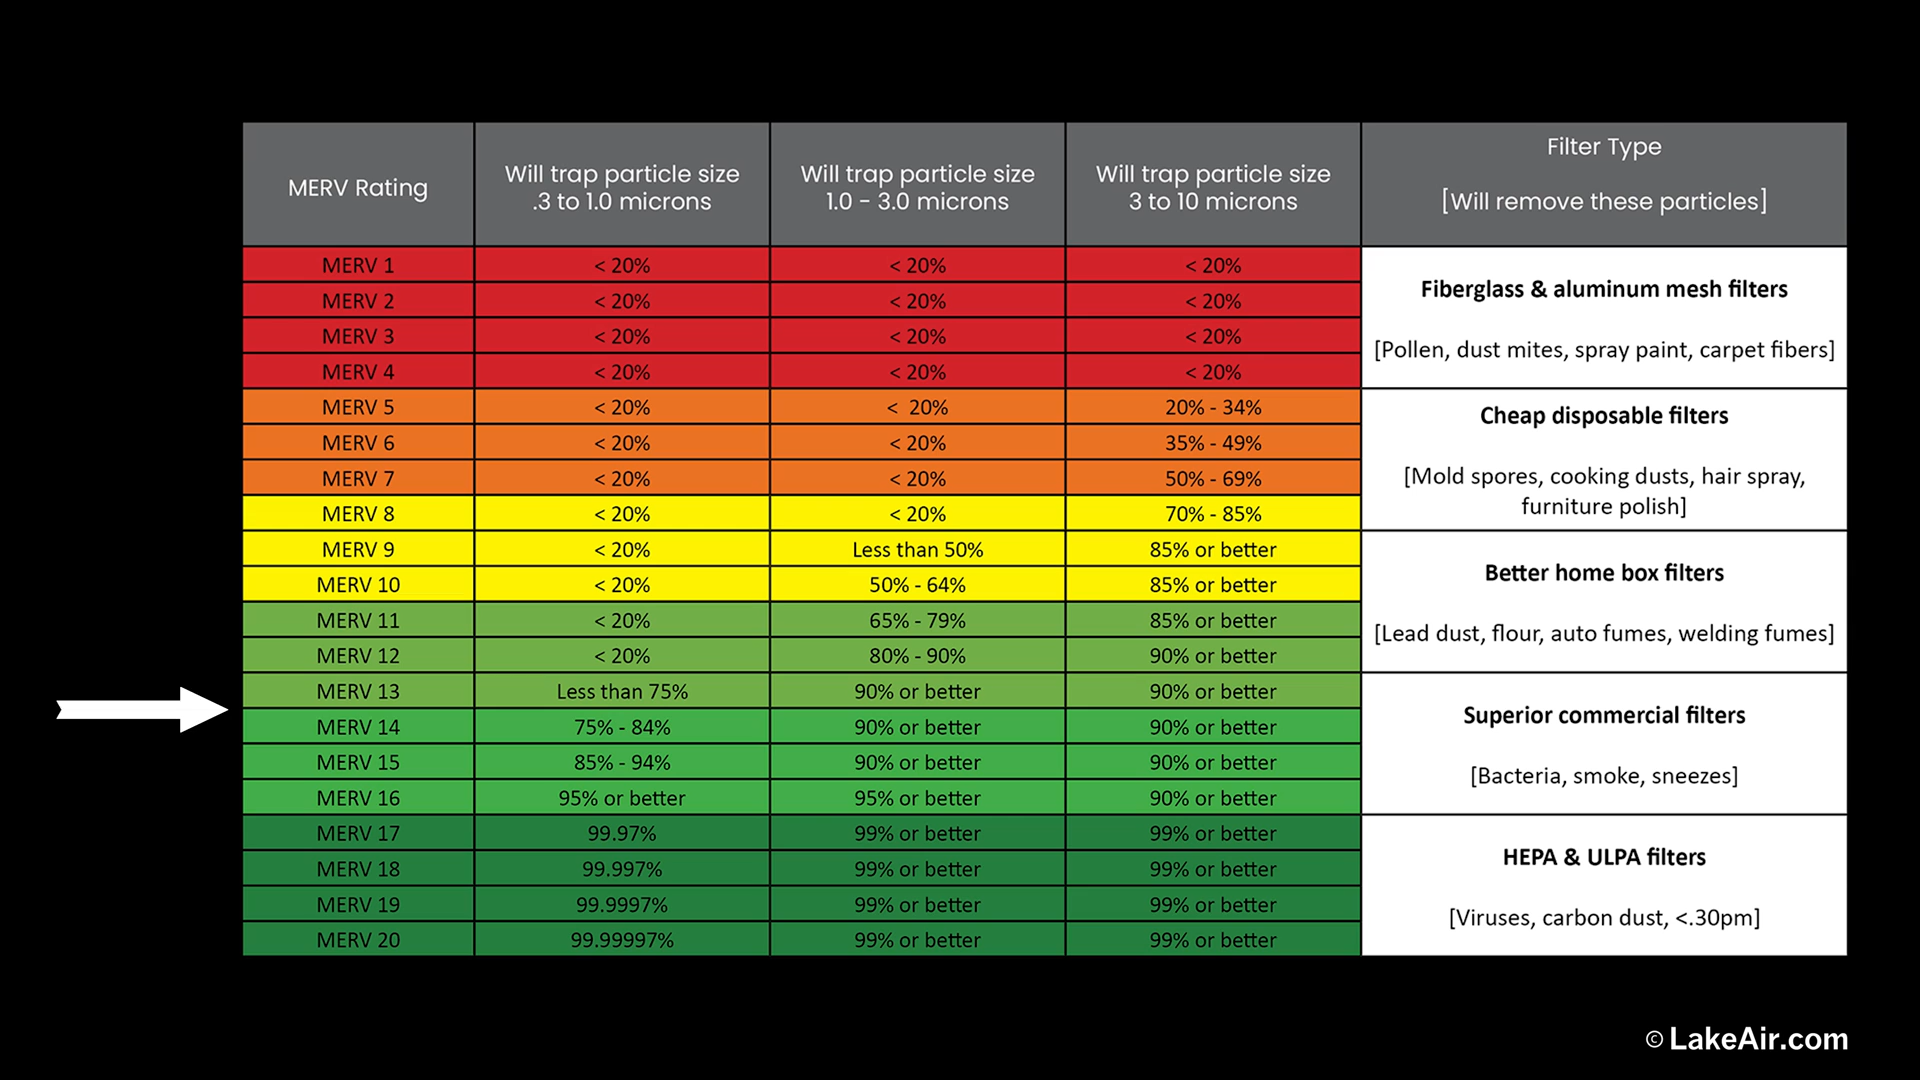 MERV Rating
Will trap particle size
.3 to 1.0 microns
Will trap particle size
1.0 - 3.0 microns
Will trap particle size
3 to 10 microns
Filter Type
[Will remove these particles]
MERV 1 < 20% < 20% < 20%
MERV 2 < 20% < 20% < 20%
MERV 3 < 20% < 20% < 20%
MERV 4 < 20% < 20% < 20%
Fiberglass & aluminum mesh filters
[Pollen, dust mites, spray paint, carpet fibers]
MERV 5 < 20% < 20% 20% - 34%
MERV 6 < 20% < 20% 35% - 49%
MERV 7 < 20% < 20% 50% - 69%
MERV 8 < 20% < 20% 70% - 85%
Cheap disposable filters
[Mold spores, cooking dusts, hair spray,
furniture polish]
MERV 9 < 20% Less than 50% 85% or better
MERV 10 < 20% 50% - 64% 85% or better
MERV 11 < 20% 65% - 79% 85% or better
MERV 12 < 20% 80% - 90% 90% or better
Better home box filters
[Lead dust, flour, auto fumes, welding fumes]
MERV 13 Less than 75% 90% or better 90% or better
MERV 14 75% - 84% 90% or better 90% or better
MERV 15 85% - 94% 90% or better 90% or better
MERV 16 95% or better 95% or better 90% or better
Superior commercial filters
[Bacteria, smoke, sneezes]
MERV 17 99.97% 99% or better 99% or better
MERV 18 99.997% 99% or better 99% or better
MERV 19 99.9997% 99% or better 99% or better
MERV 20 99.99997% 99% or better 99% or better
HEPA & ULPA filters
[Viruses, carbon dust, <.30pm]
© LakeAir.com